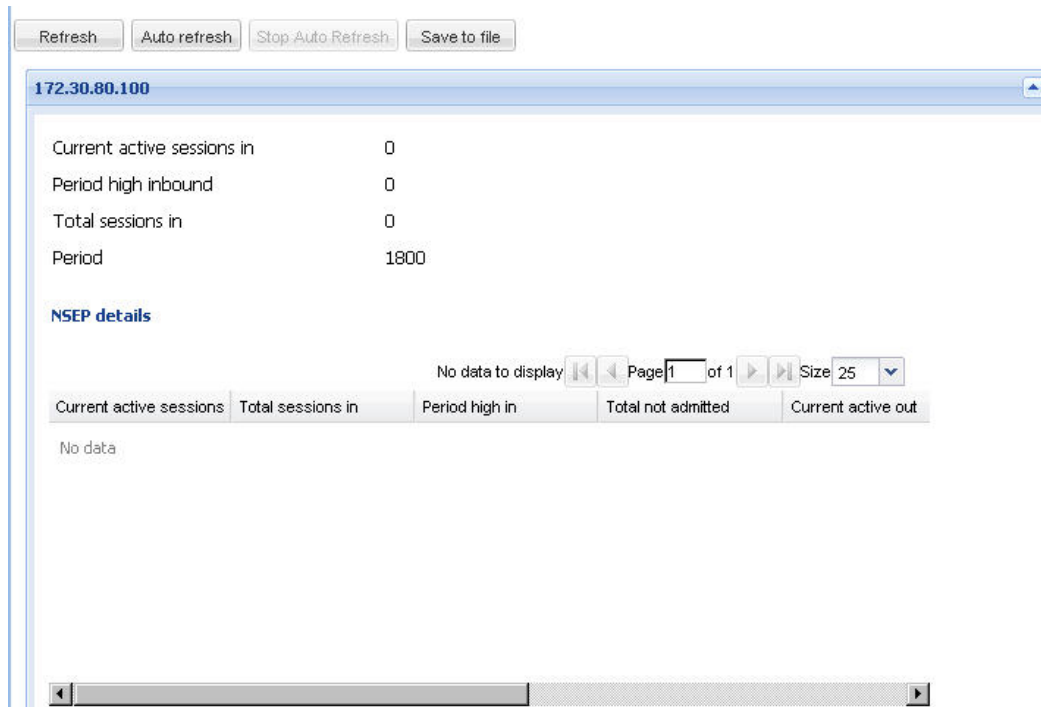 Refresh Auto refresh Stop Auto Refresh Save to file
172.30.80.100
Current active sessions in 0
Period high inbound 0
Total sessions in 0
Period 1800
NSEP details
No data to display Page 1 of 1 Size 25
Current active sessions Total sessions in Period high in Total not admitted Current active out
No data